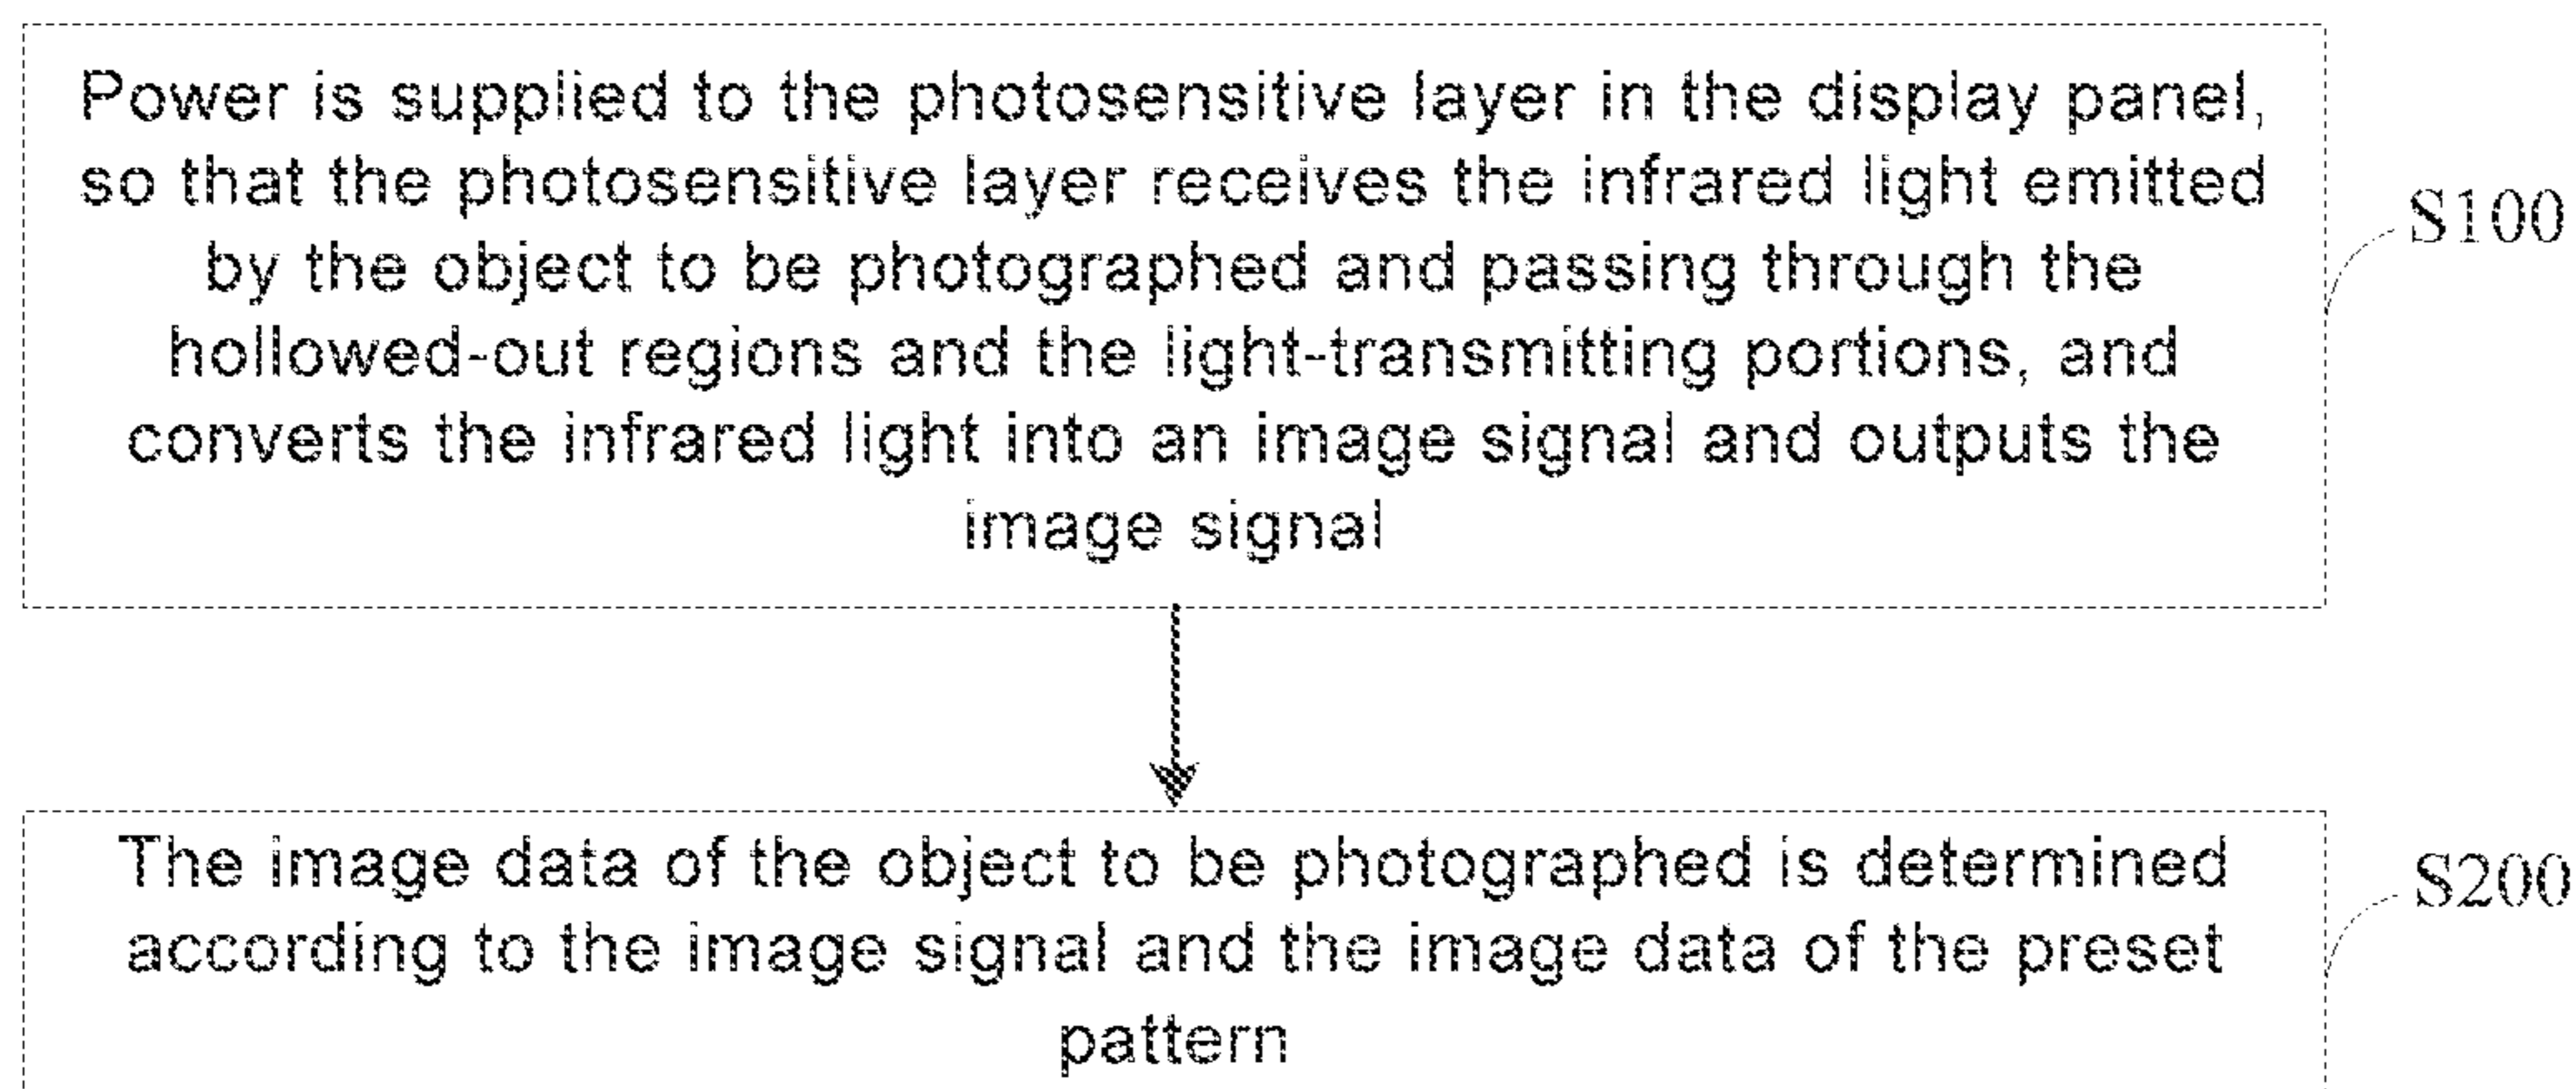 Power is supplied to the photosensitive layer in the display panel,
so that the photosensitive layer receives the infrared light emitted
by the object to be photographed and passing through the
hollowed-out regions and the light-transmitting portions, and
converts the infrared light into an image signal and outputs the
image signal
S100
The image data of the object to be photographed is determined
according to the image signal and the image data of the preset
pattern
S200